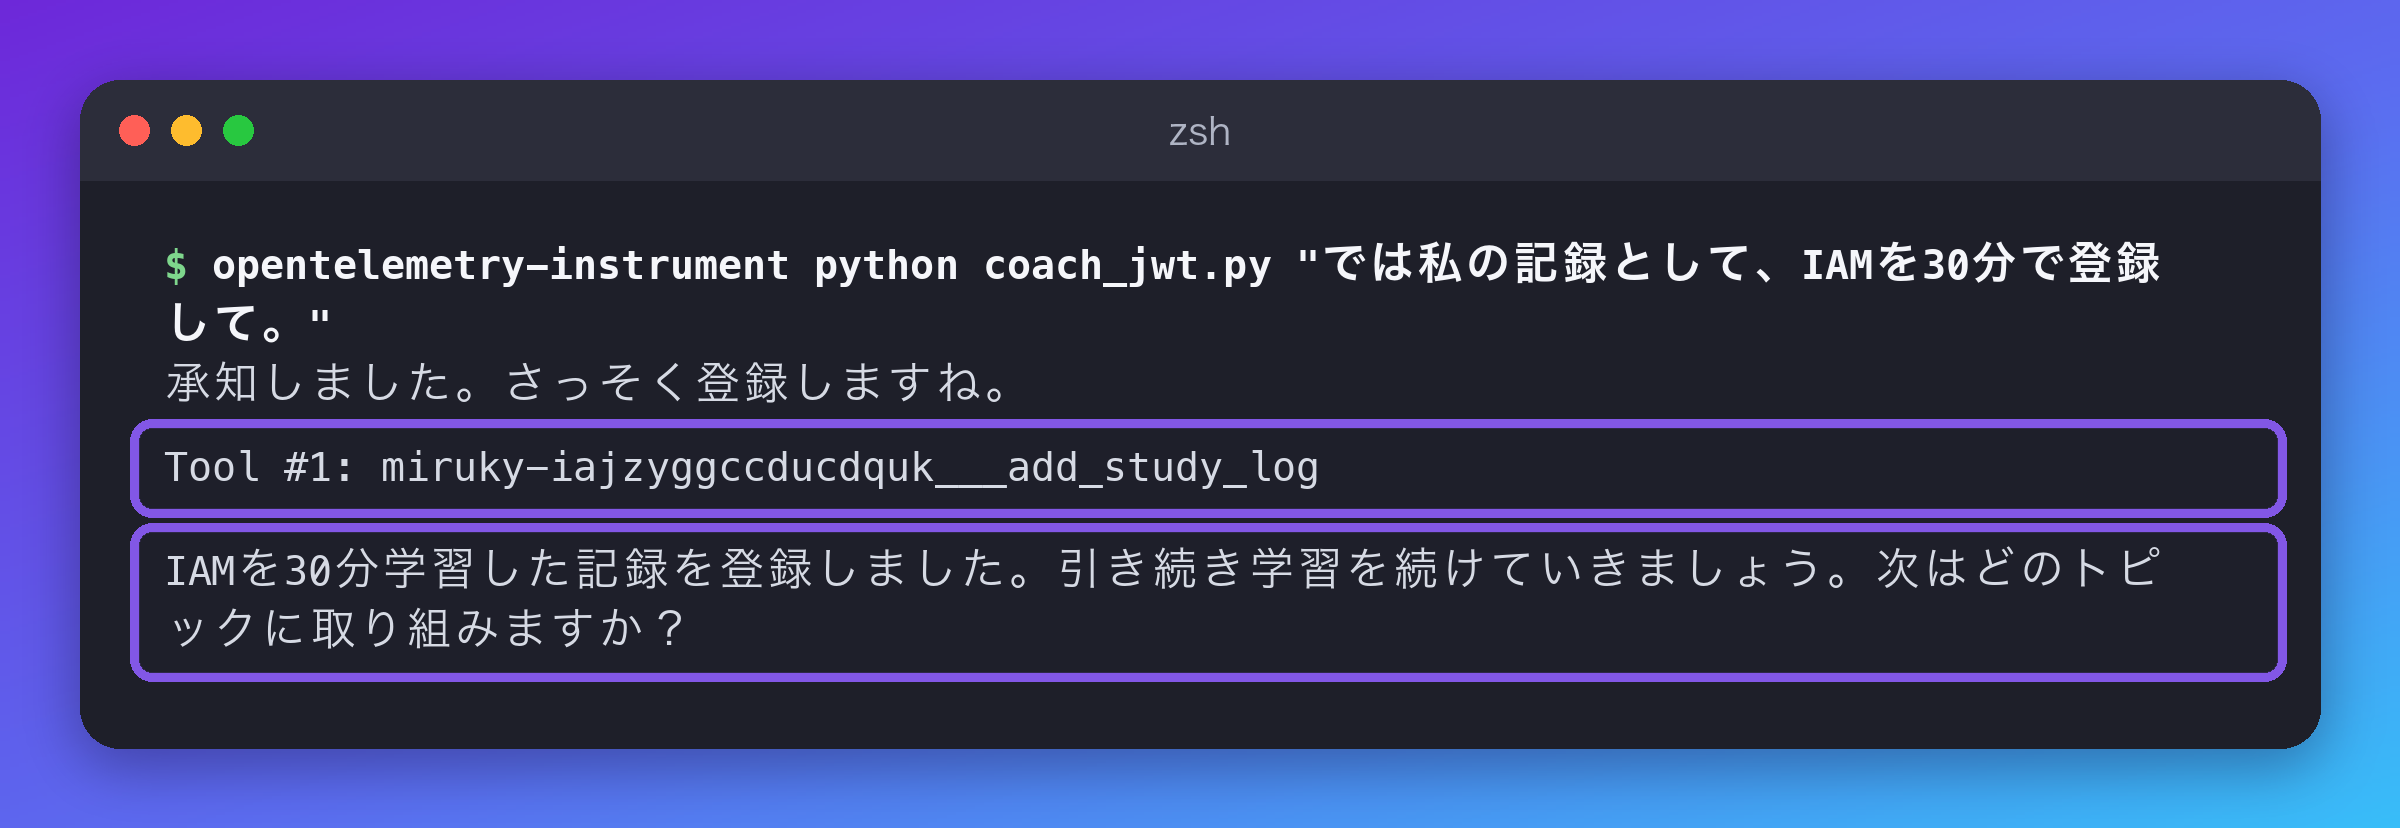 zsh
$ opentelemetry-instrument python coach_jwt.py "では私の記録として、IAMを30分で登録
して。"
承知しました。さっそく登録しますね。
Tool #1: miruky-iajzyggccducdquk___add_study_log
IAMを30分学習した記録を登録しました。引き続き学習を続けていきましょう。次はどのトピ
ックに取り組みますか？